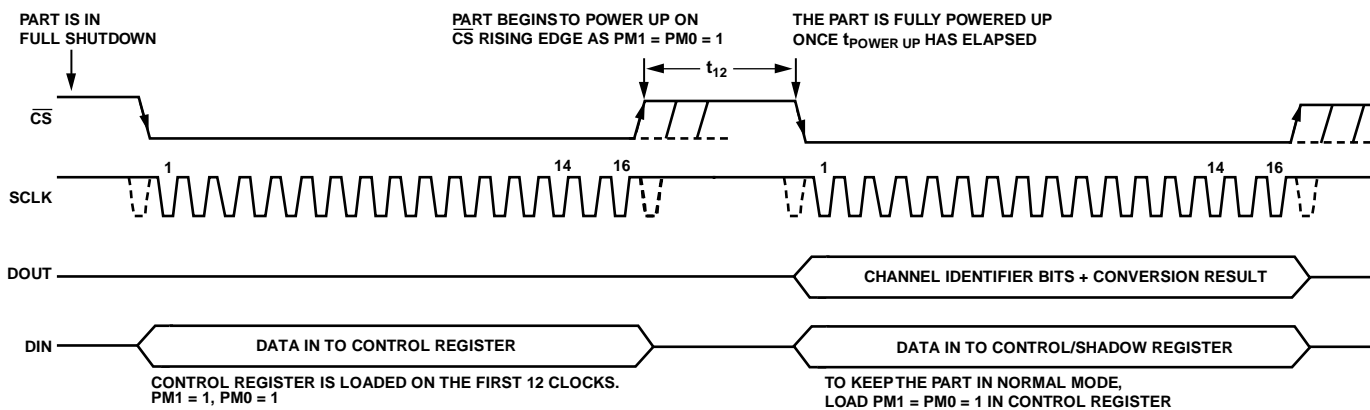 PART IS IN
FULL SHUTDOWN
PART BEGINS TO POWER UP ON
CS RISING EDGE AS PM1 = PM0 = 1
THE PART IS FULLY POWERED UP
ONCE tPOWER UP HAS ELAPSED
t12
CS
1 14 16 1 14 16
SCLK
DOUT CHANNEL IDENTIFIER BITS + CONVERSION RESULT
DIN DATA IN TO CONTROL REGISTER DATA IN TO CONTROL/SHADOW REGISTER
CONTROL REGISTER IS LOADED ON THE FIRST 12 CLOCKS.
PM1 = 1, PM0 = 1
TO KEEP THE PART IN NORMAL MODE,
LOAD PM1 = PM0 = 1 IN CONTROL REGISTER